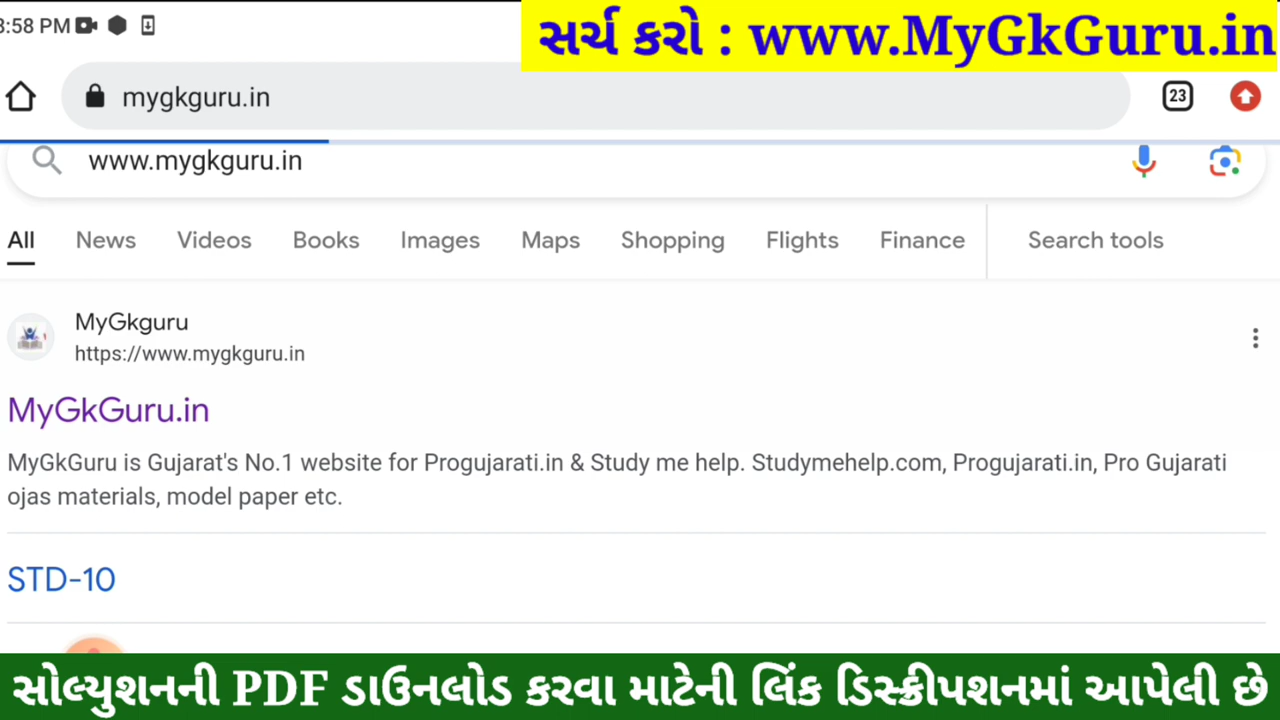 3:58 PM
સર્ચ કરો : www.MyGkGuru.in
mygkguru.in
23
www.mygkguru.in
All News Videos Books Images Maps Shopping Flights Finance Search tools
MyGkguru
https://www.mygkguru.in
MyGkGuru.in
MyGkGuru is Gujarat's No.1 website for Progujarati.in & Study me help. Studymehelp.com, Progujarati.in, Pro Gujarati
ojas materials, model paper etc.
STD-10
સોલ્યુશનની PDF ડાઉનલોડ કરવા માટેની લિંક ડિસ્ક્રીપશનમાં આપેલી છે